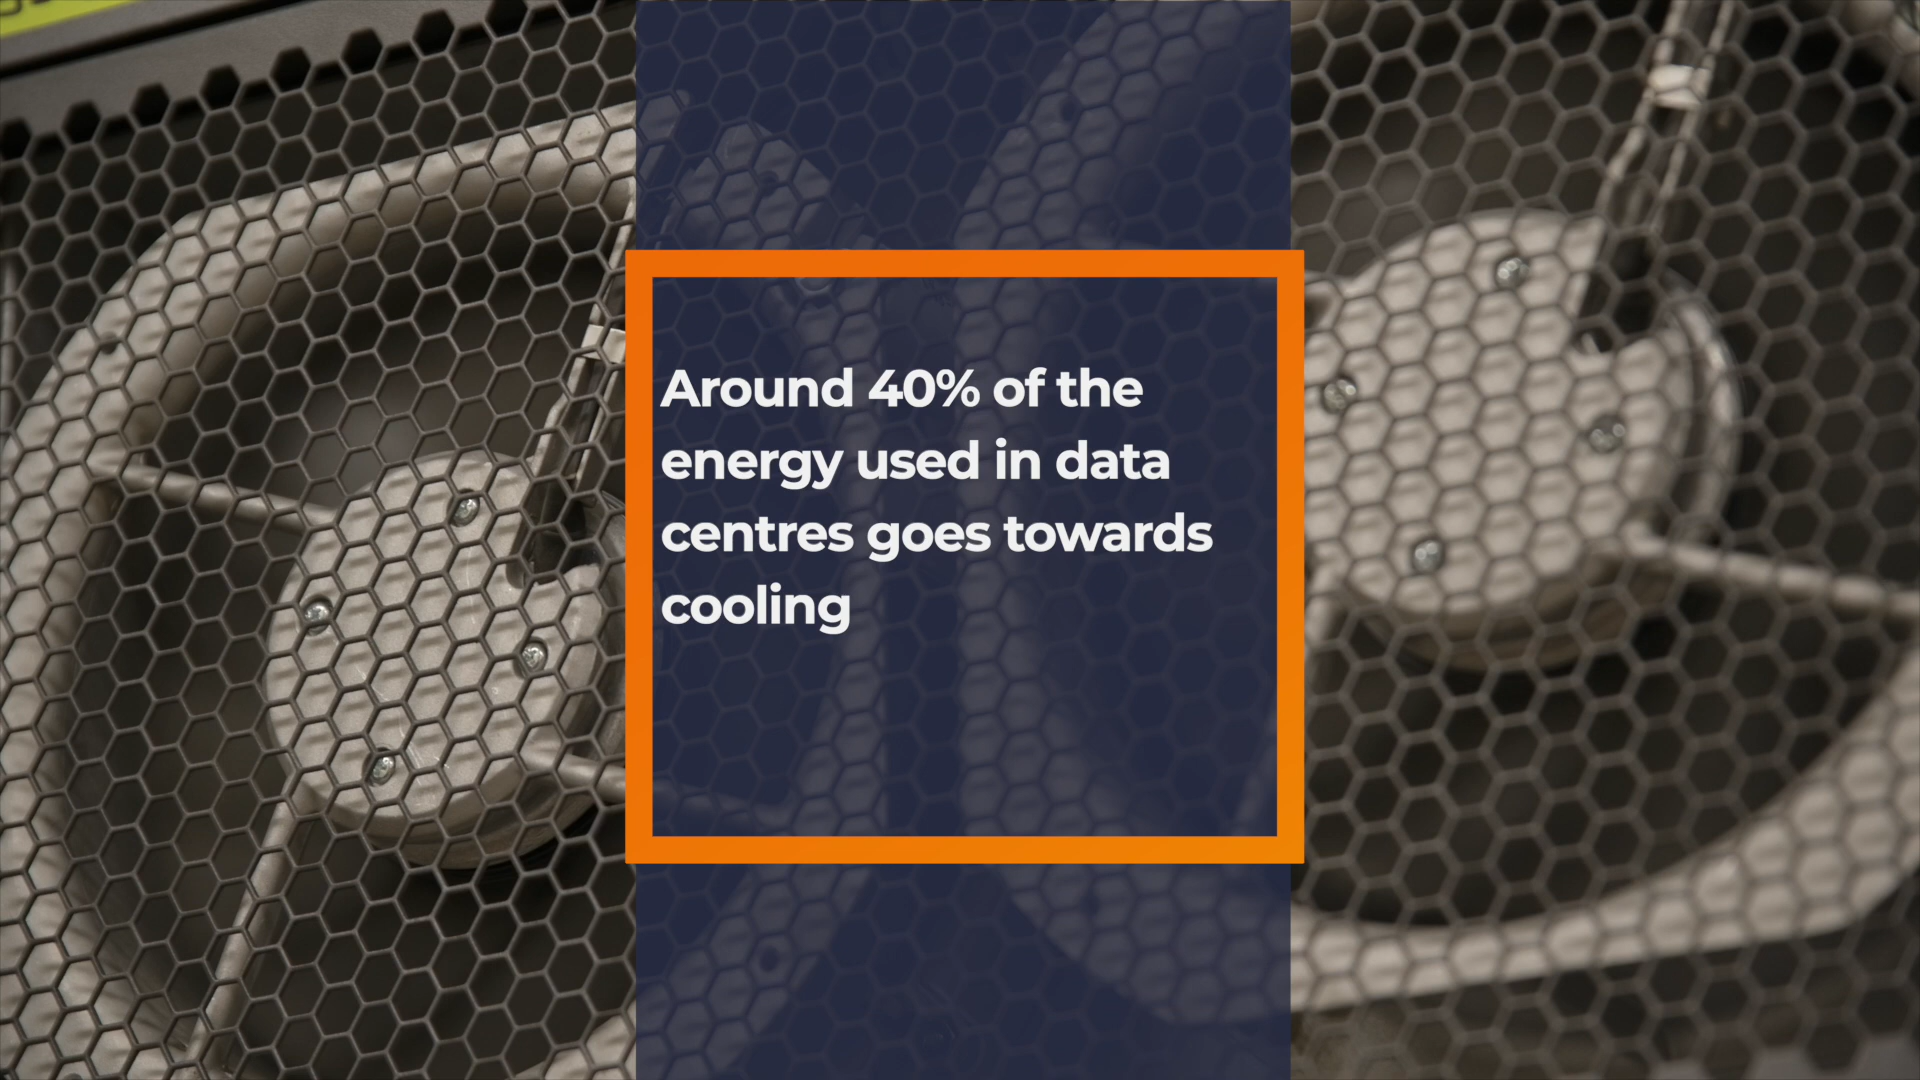 Around 40% of the
energy used in data
centres goes towards
cooling